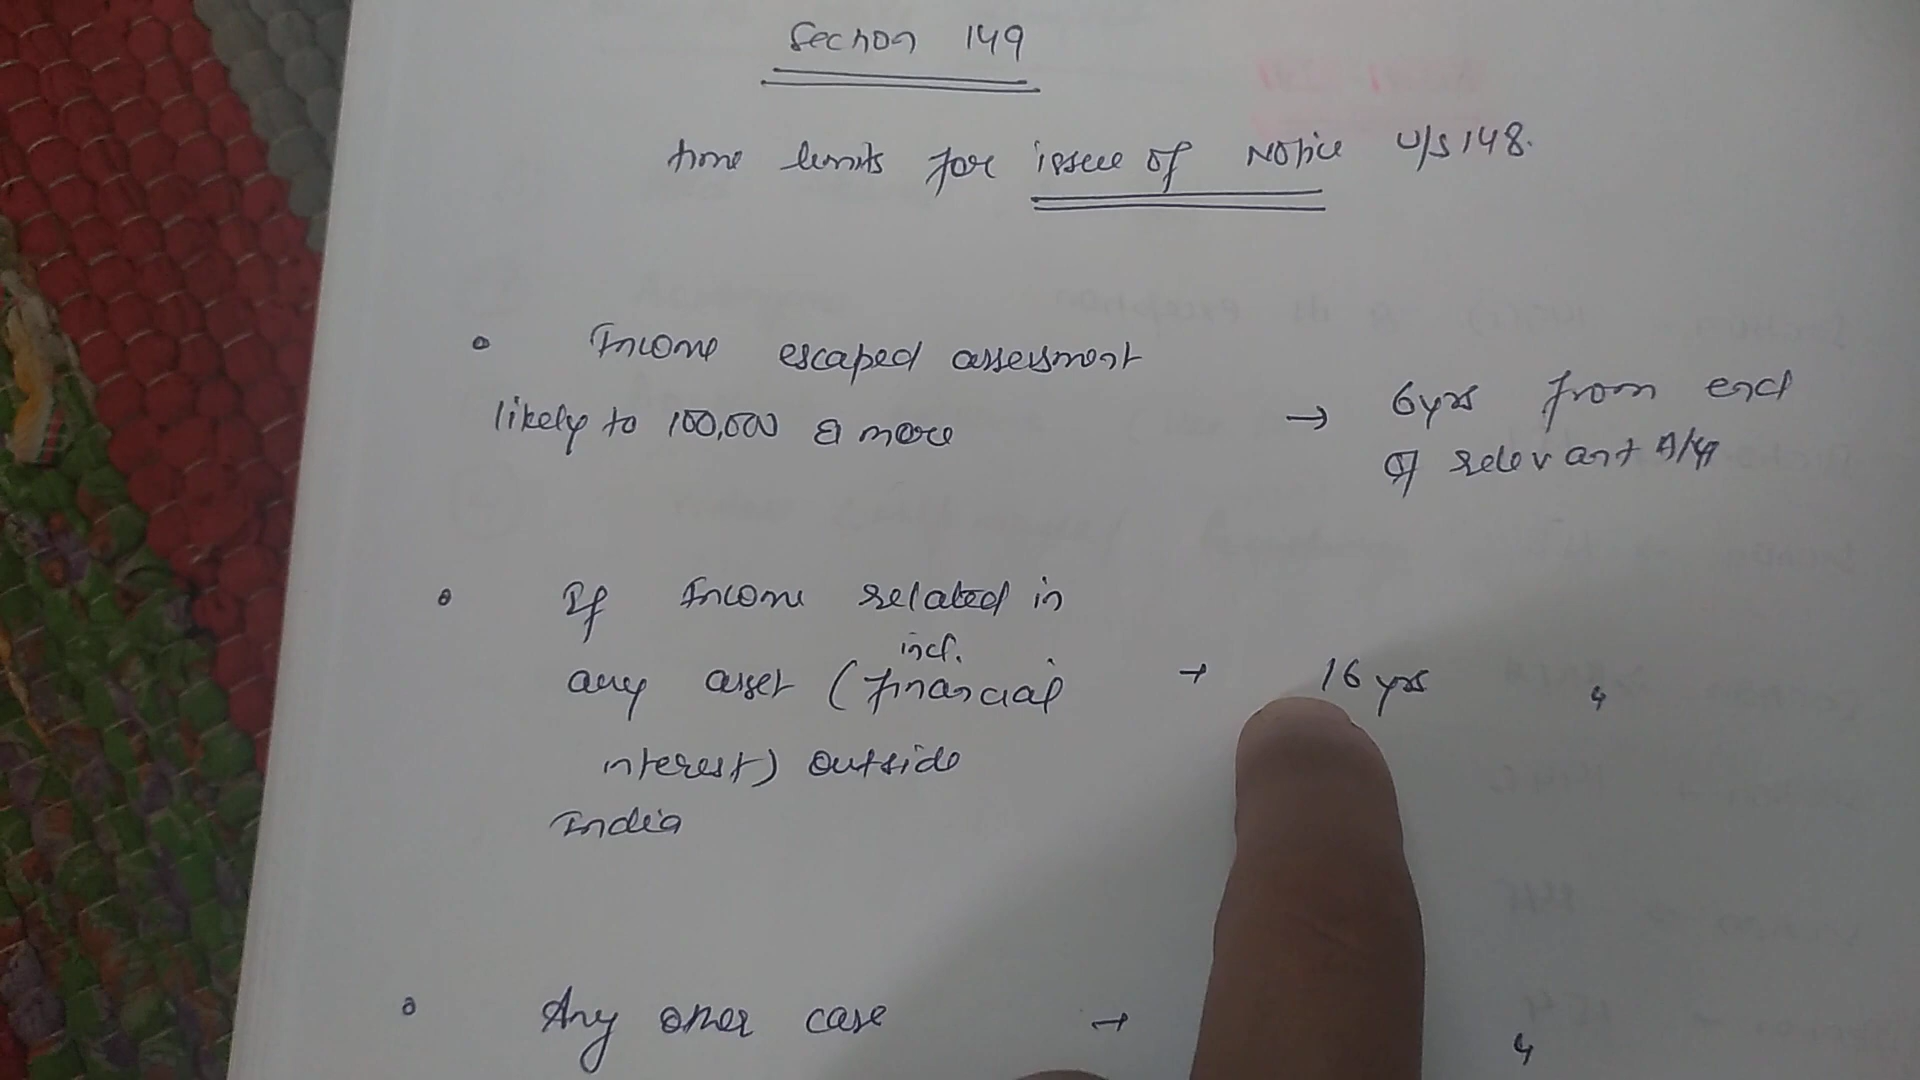 Section 149
time limits for issue of Notice u/s 148.
Income escaped assessment
likely to 100,000 & more → 6yrs from end
of relevant A/y
If Income related in
any asset (incl. financial → 16 yrs "
interest) outside
India
Any other case → "